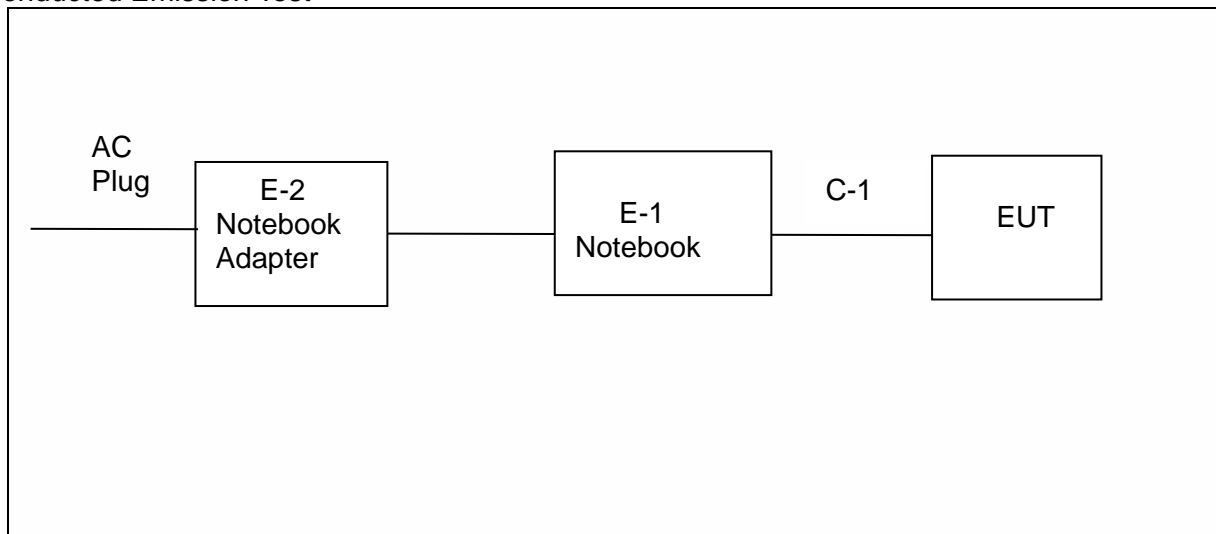 onducted Emission Test
AC
Plug
E-2
Notebook
Adapter
E-1
Notebook
C-1
EUT